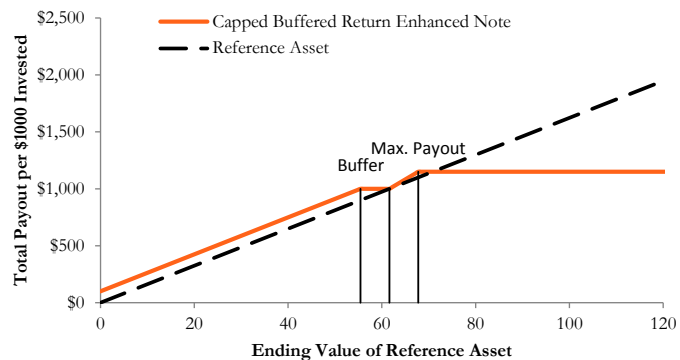 $2,500
Capped Buffered Return Enhanced Note
Reference Asset
$2,000
$1,500
Max. Payout
Buffer
$1,000
$500
$0
Total Payout per $1000 Invested
0 20 40 60 80 100 120
Ending Value of Reference Asset